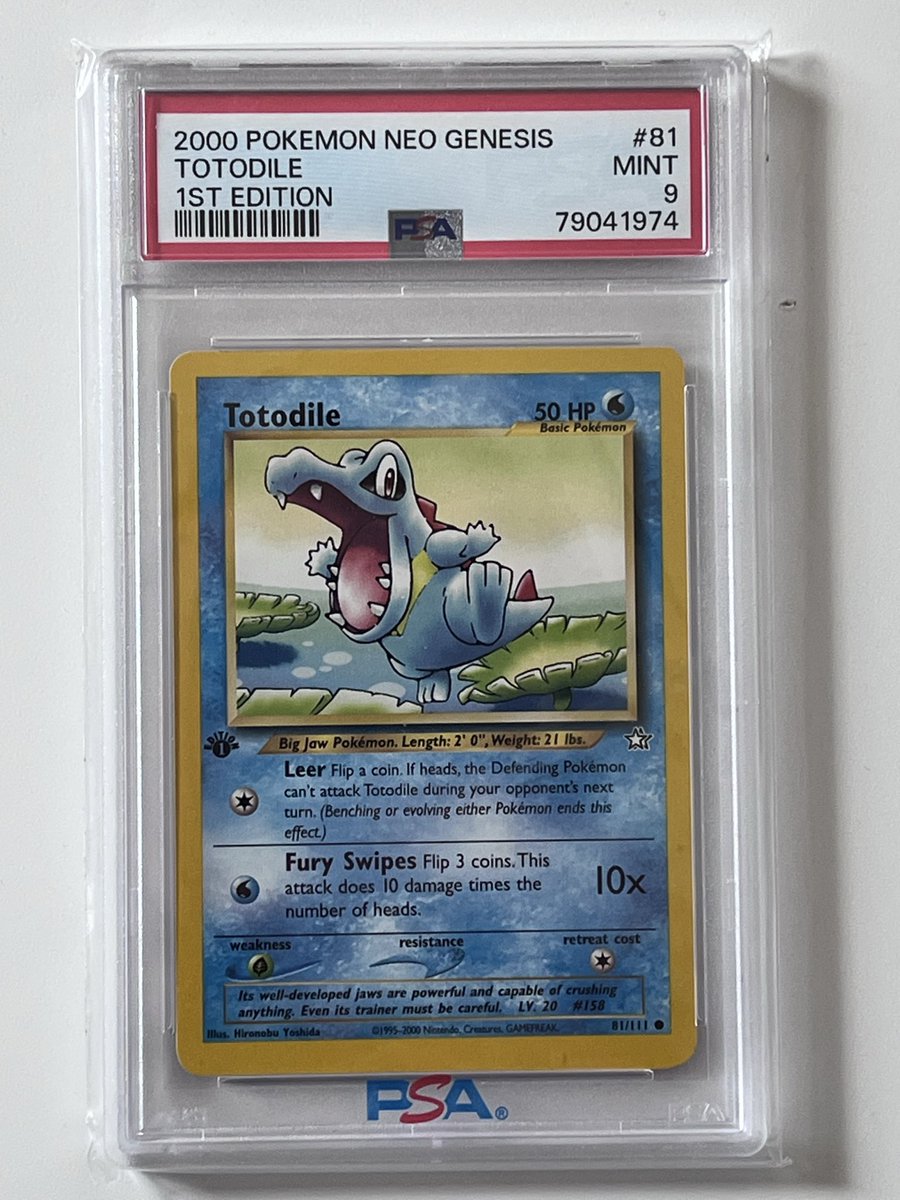 2000 POKEMON NEO GENESIS #81
TOTODILE MINT
1ST EDITION 9
79041974
PSA
Totodile 50 HP
Basic Pokémon
EDITION
1
Big Jaw Pokémon. Length: 2' 0", Weight: 21 lbs.
Leer Flip a coin. If heads, the Defending Pokémon
can't attack Totodile during your opponent's next
turn. (Benching or evolving either Pokémon ends this
effect.)
Fury Swipes Flip 3 coins. This
attack does 10 damage times the
number of heads.
10x
weakness resistance retreat cost
Its well-developed jaws are powerful and capable of crushing
anything. Even its trainer must be careful. LV. 20 #158
Illus. Hironobu Yoshida ©1995-2000 Nintendo, Creatures, GAMEFREAK. 81/111
PSA®